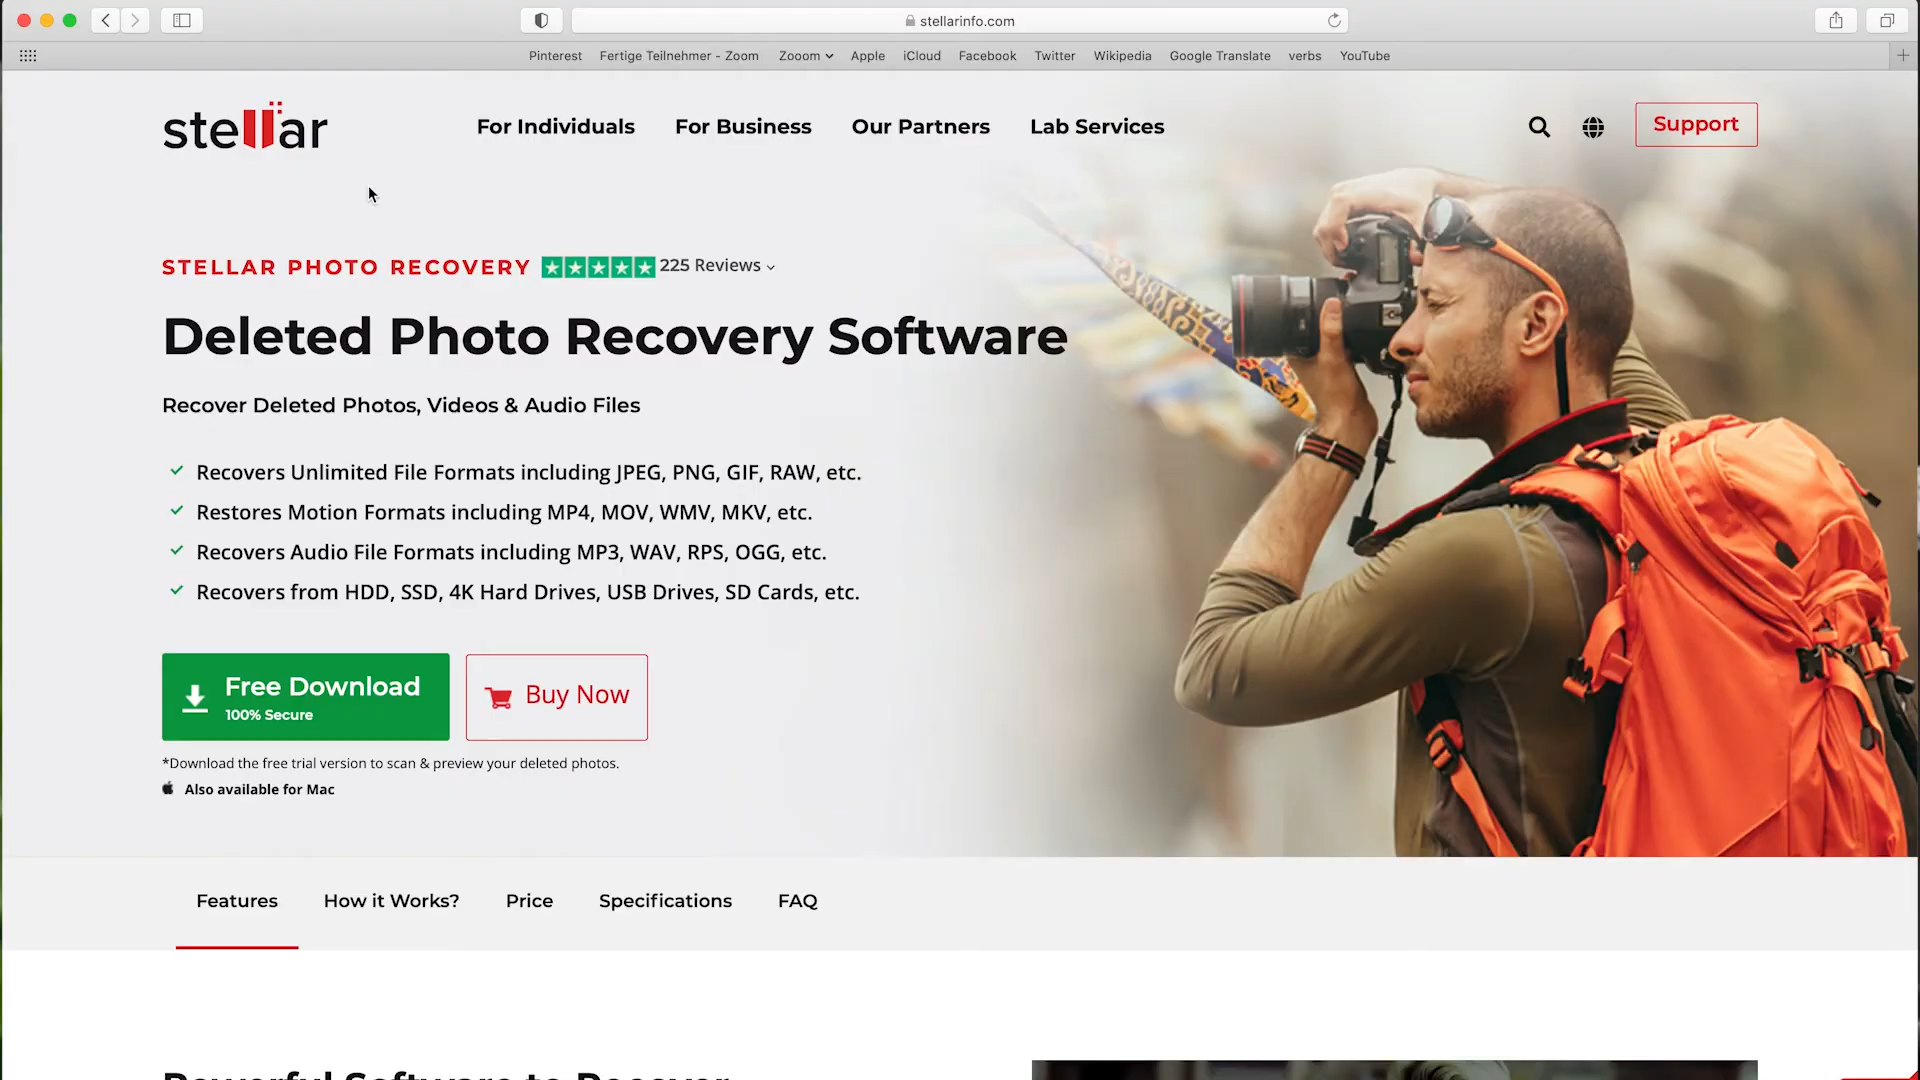 stellarinfo.com
Pinterest Fertige Teilnehmer - Zoom Zooom Apple iCloud Facebook Twitter Wikipedia Google Translate verbs YouTube
stellar For Individuals For Business Our Partners Lab Services Support
STELLAR PHOTO RECOVERY 225 Reviews
Deleted Photo Recovery Software
Recover Deleted Photos, Videos & Audio Files
Recovers Unlimited File Formats including JPEG, PNG, GIF, RAW, etc.
Restores Motion Formats including MP4, MOV, WMV, MKV, etc.
Recovers Audio File Formats including MP3, WAV, RPS, OGG, etc.
Recovers from HDD, SSD, 4K Hard Drives, USB Drives, SD Cards, etc.
Free Download Buy Now
100% Secure
*Download the free trial version to scan & preview your deleted photos.
Also available for Mac
Features How it Works? Price Specifications FAQ
Powerful Software to Recover